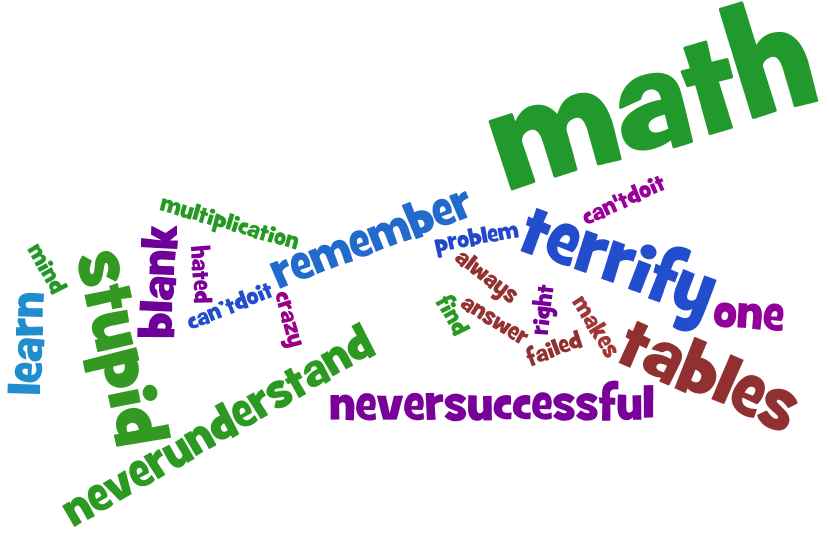 math
can'tdoit
multiplication
remember
problem
terrify
mind
stupid
blank
hated
can'tdoit
crazy
always
find
answer
right
failed
makes
one
tables
learn
neverunderstand
neversuccessful